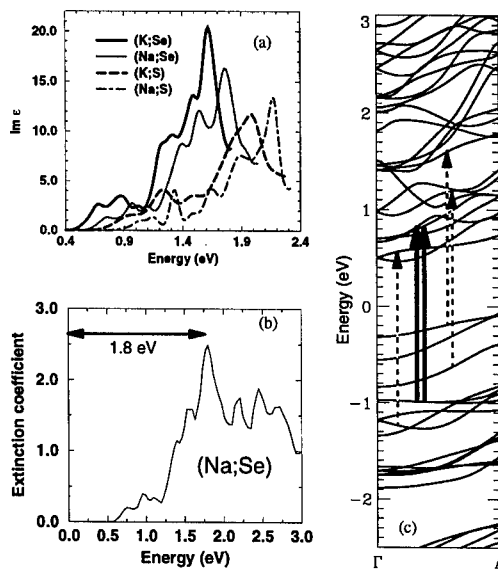 20.0
15.0
10.0
5.0
0.0
Im ε
(K;Se)
(Na;Se)
(K;S)
(Na;S)
(a)
0.4 0.9 1.4 1.9 2.4
Energy (eV)
3.0
2.0
1.0
0.0
Extinction coefficient
(b)
1.8 eV
(Na;Se)
0.0 0.5 1.0 1.5 2.0 2.5 3.0
Energy (eV)
3
2
1
0
−1
−2
Energy (eV)
(c)
Γ